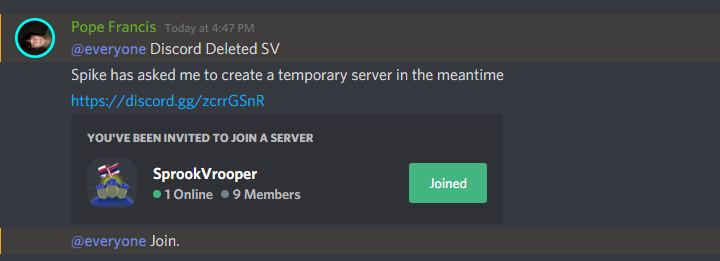 Pope Francis Today at 4:47 PM
@everyone Discord Deleted SV
Spike has asked me to create a temporary server in the meantime
https://discord.gg/zcrrGSnR
YOU'VE BEEN INVITED TO JOIN A SERVER
SprookVrooper
1 Online 9 Members
Joined
@everyone Join.